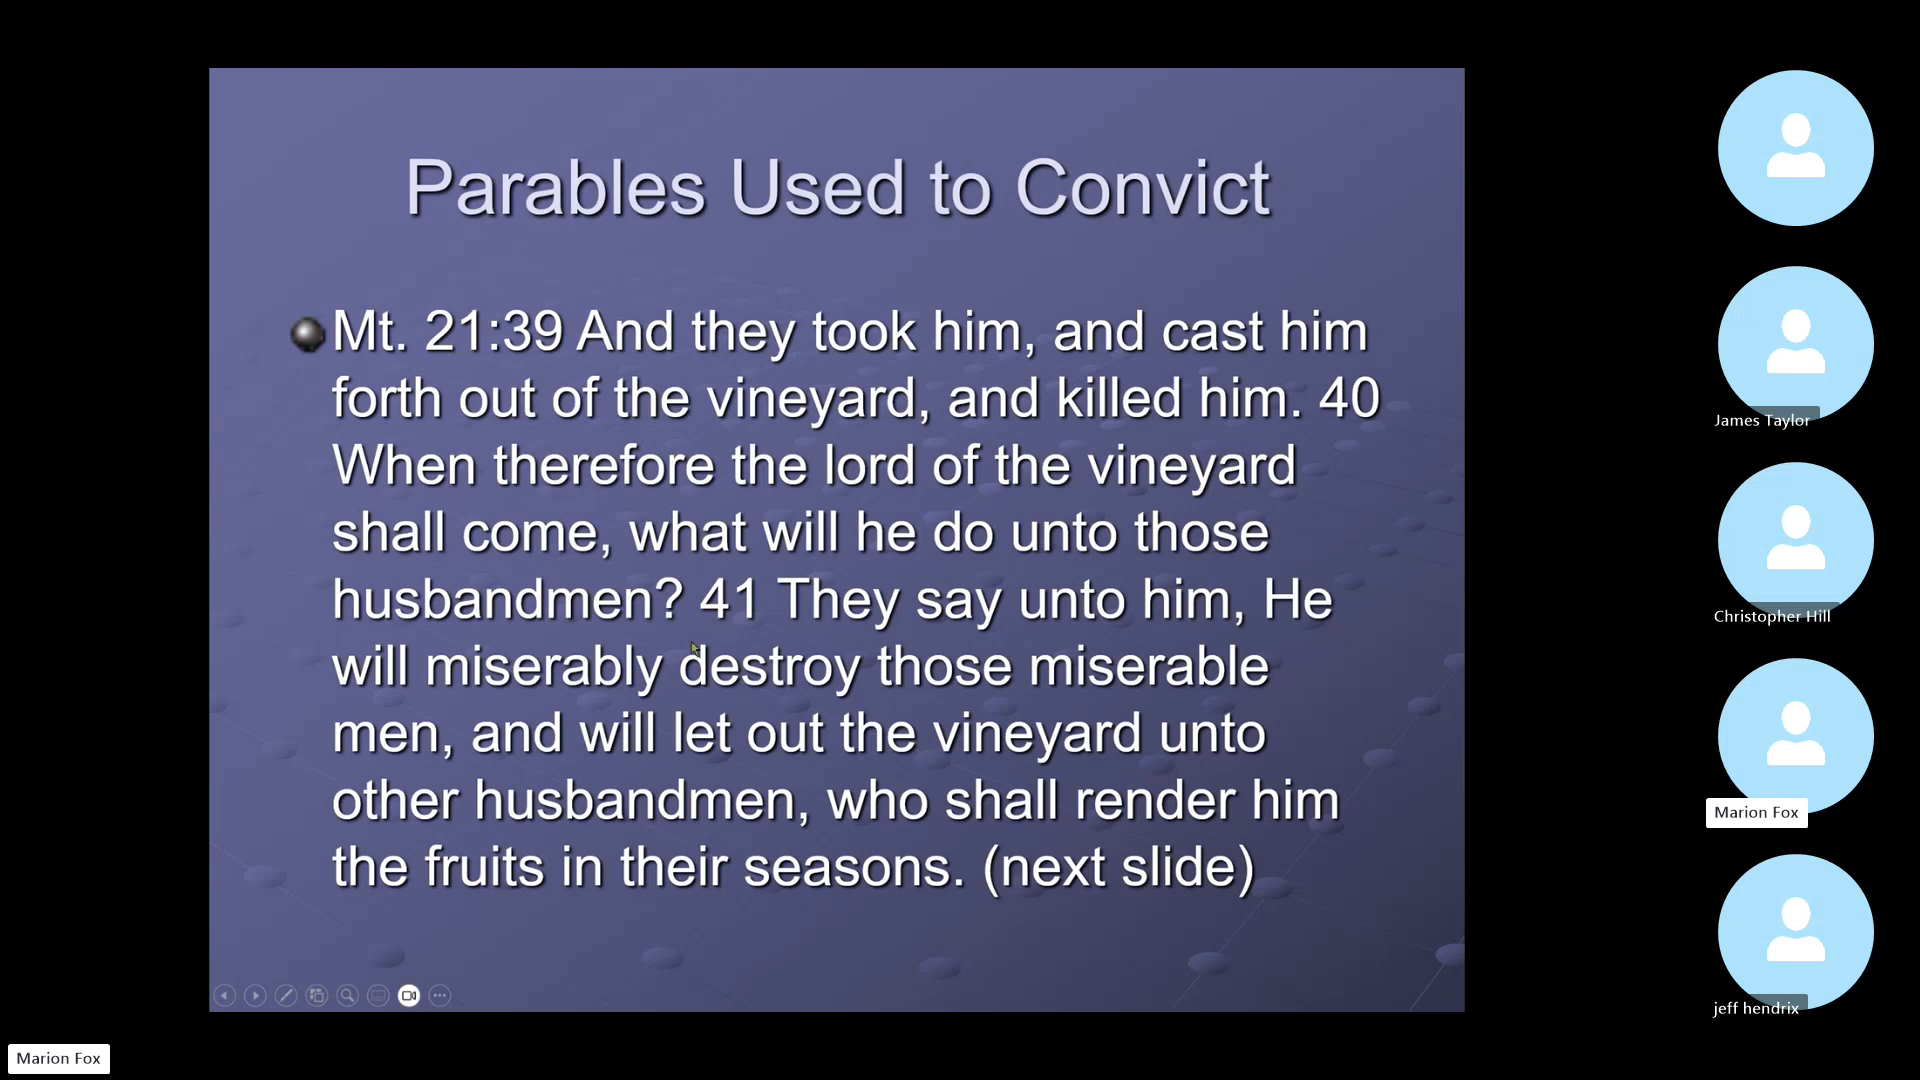 Parables Used to Convict
Mt. 21:39 And they took him, and cast him
forth out of the vineyard, and killed him. 40
When therefore the lord of the vineyard
shall come, what will he do unto those
husbandmen? 41 They say unto him, He
will miserably destroy those miserable
men, and will let out the vineyard unto
other husbandmen, who shall render him
the fruits in their seasons. (next slide)
James Taylor
Christopher Hill
Marion Fox
jeff hendrix
Marion Fox